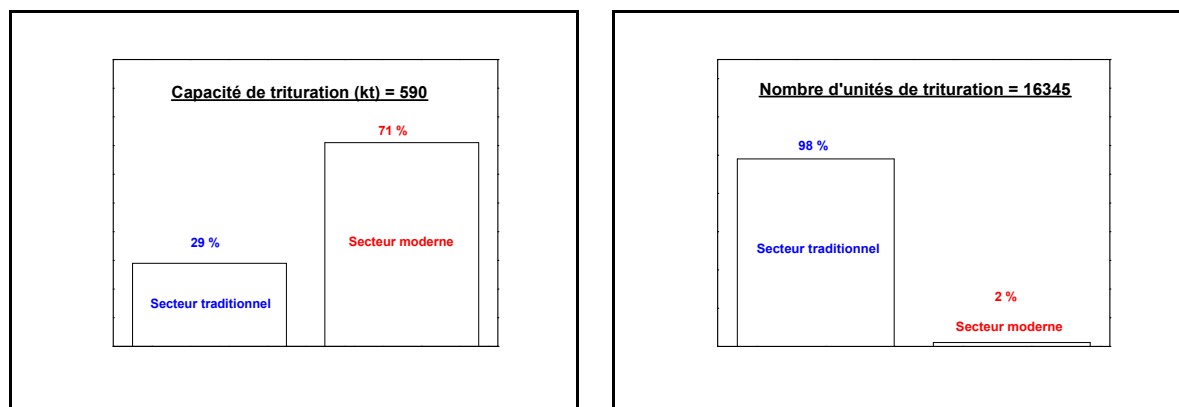 Capacité de trituration (kt) = 590
71 %
29 %
Secteur moderne
Secteur traditionnel
Nombre d'unités de trituration = 16345
98 %
Secteur traditionnel
2 %
Secteur moderne